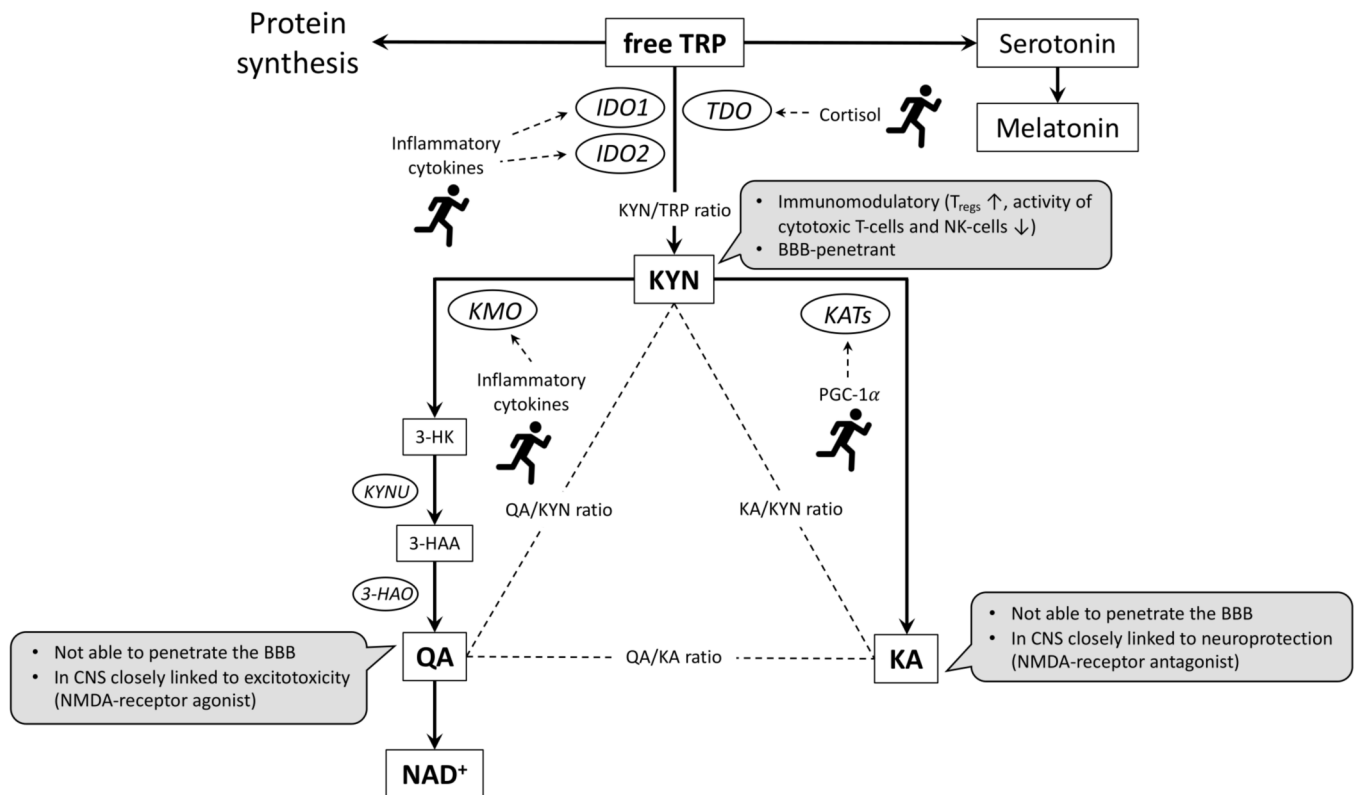 Protein
synthesis
free TRP
Serotonin
Melatonin
IDO1
TDO
Cortisol
Inflammatory
cytokines
IDO2
KYN/TRP ratio
• Immunomodulatory (Tregs ↑, activity of
cytotoxic T-cells and NK-cells ↓)
• BBB-penetrant
KYN
KMO
KATs
Inflammatory
cytokines
PGC-1α
3-HK
KYNU
QA/KYN ratio
KA/KYN ratio
3-HAA
3-HAO
• Not able to penetrate the BBB
• In CNS closely linked to excitotoxicity
(NMDA-receptor agonist)
QA
QA/KA ratio
KA
• Not able to penetrate the BBB
• In CNS closely linked to neuroprotection
(NMDA-receptor antagonist)
NAD⁺